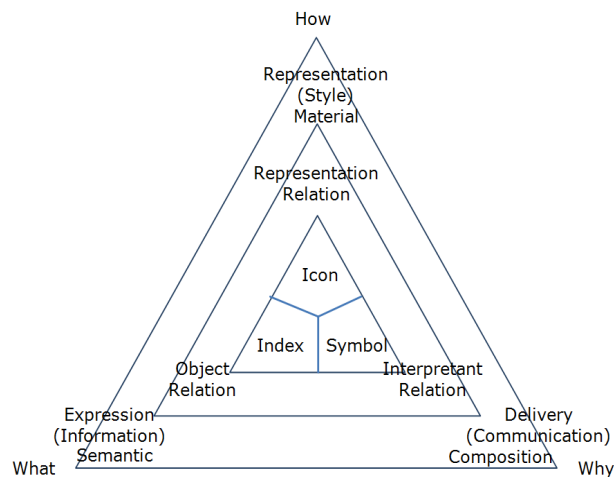 How
Representation
(Style)
Material
Representation
Relation
Icon
Index Symbol
Object
Relation
Interpretant
Relation
Expression
(Information)
Semantic
Delivery
(Communication)
Composition
What
Why